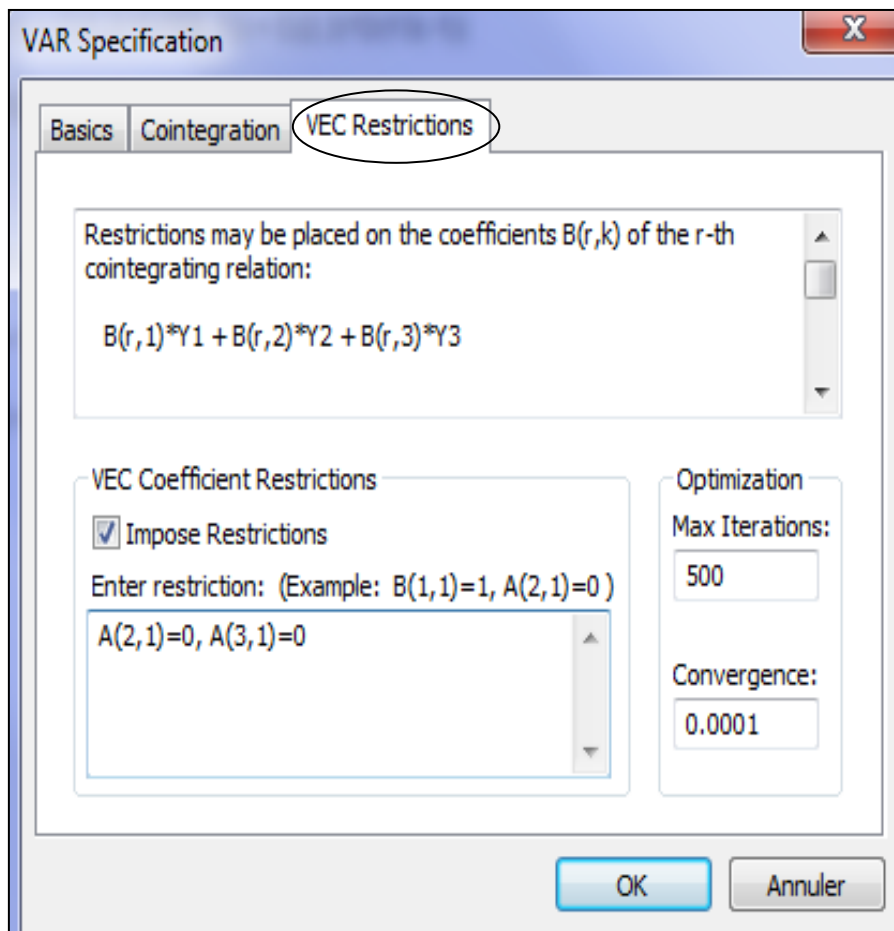 VAR Specification
X
Basics Cointegration VEC Restrictions
Restrictions may be placed on the coefficients B(r,k) of the r-th
cointegrating relation:
B(r,1)*Y1 + B(r,2)*Y2 + B(r,3)*Y3
VEC Coefficient Restrictions
Impose Restrictions
Enter restriction: (Example: B(1,1)=1, A(2,1)=0 )
A(2,1)=0, A(3,1)=0
Optimization
Max Iterations:
500
Convergence:
0.0001
OK Annuler